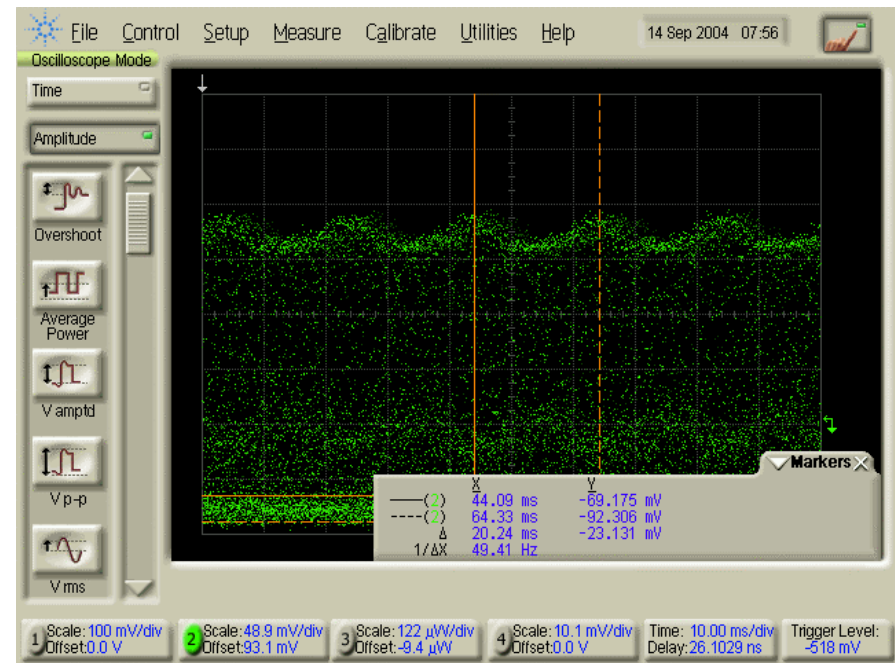 File Control Setup Measure Calibrate Utilities Help 14 Sep 2004 07:56
Oscilloscope Mode
Time
Amplitude
Overshoot
Average
Power
V amptd
V p-p
V rms
Markers
X Y
——(2) 44.09 ms -69.175 mV
----(2) 64.33 ms -92.306 mV
Δ 20.24 ms -23.131 mV
1/ΔX 49.41 Hz
1 Scale: 100 mV/div
Offset:0.0 V
2 Scale:48.9 mV/div
Offset:93.1 mV
3 Scale: 122 µW/div
Offset:-9.4 µW
4 Scale: 10.1 mV/div
Offset:0.0 V
Time: 10.00 ms/div
Delay:26.1029 ns
Trigger Level:
-518 mV